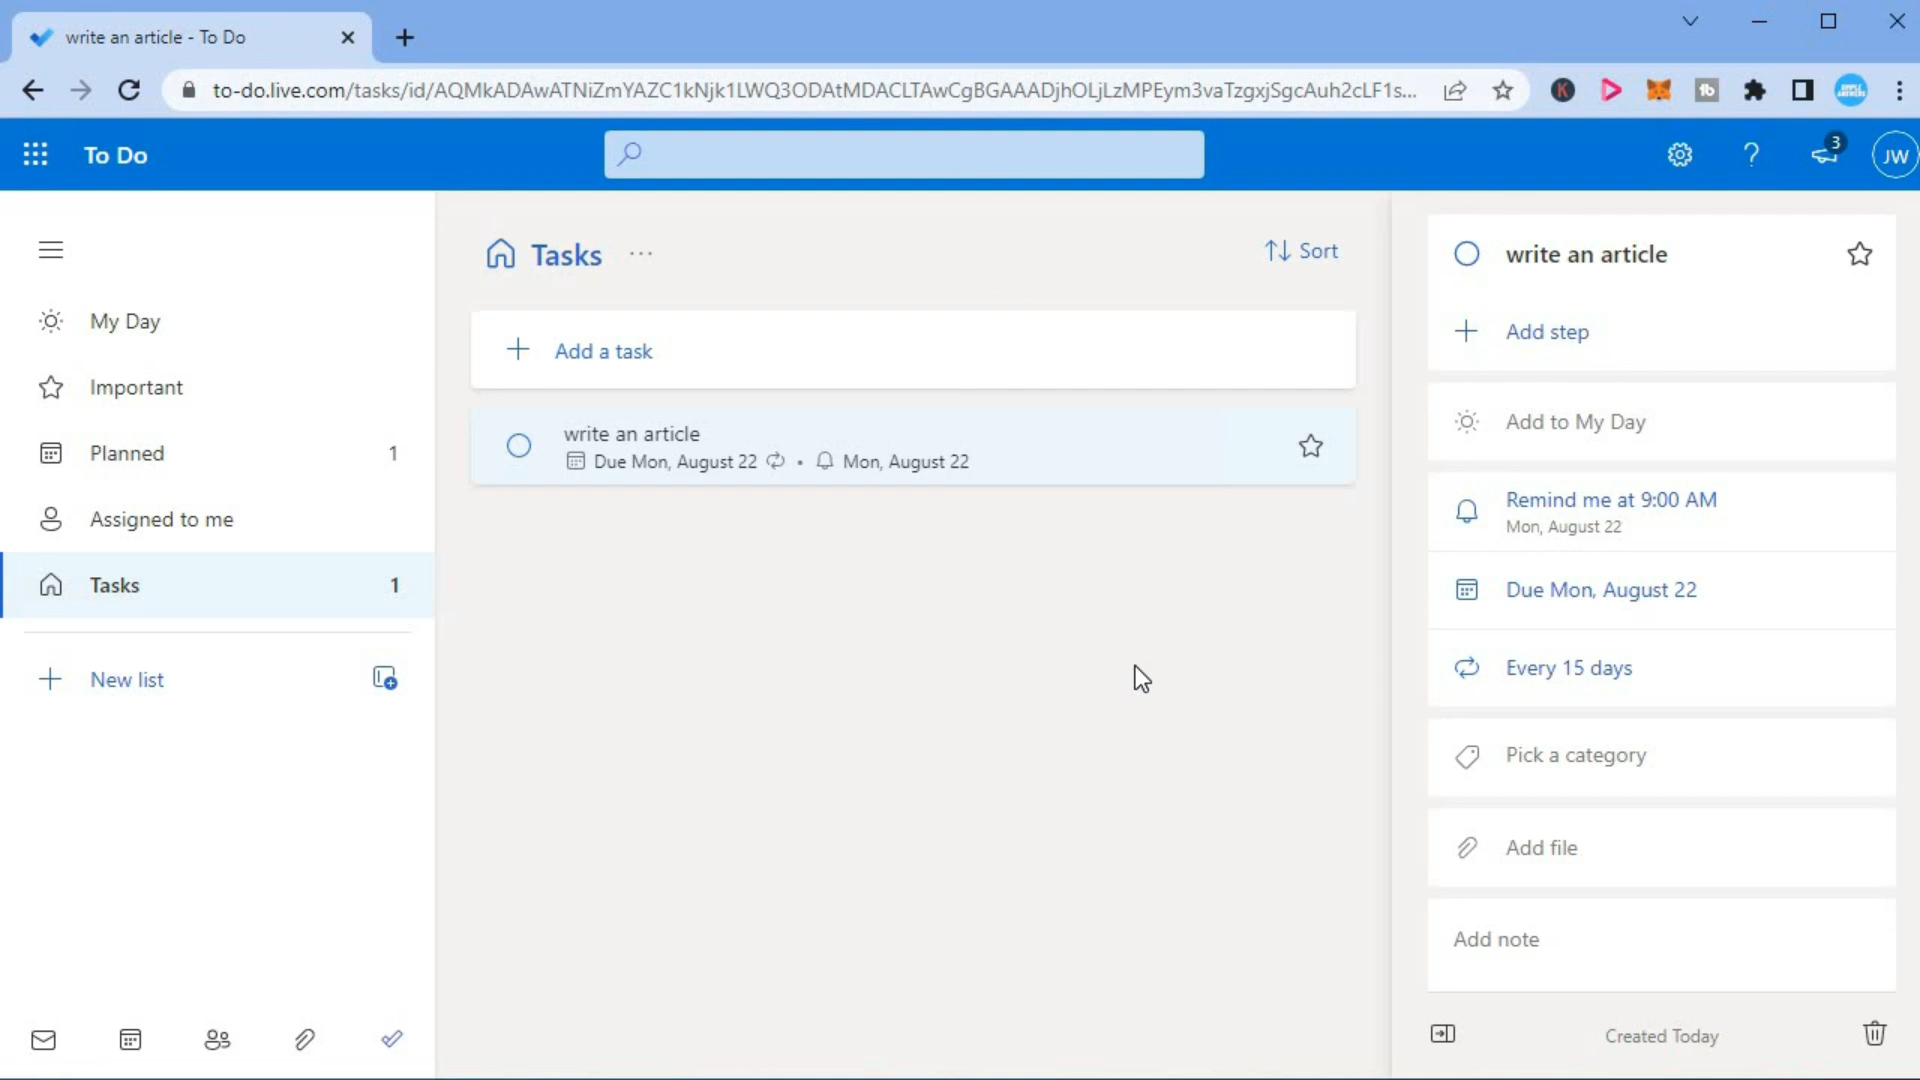 write an article - To Do
to-do.live.com/tasks/id/AQMkADAwATNiZmYAZC1kNjk1LWQ3ODAtMDACLTAwCgBGAAADjhOLjLzMPEym3vaTzgxjSgcAuh2cLF1s...
K
1b
To Do
?
3
JW
My Day
Important
Planned 1
Assigned to me
Tasks 1
New list
Tasks ...
Sort
Add a task
write an article
Due Mon, August 22 • Mon, August 22
write an article
Add step
Add to My Day
Remind me at 9:00 AM
Mon, August 22
Due Mon, August 22
Every 15 days
Pick a category
Add file
Add note
Created Today